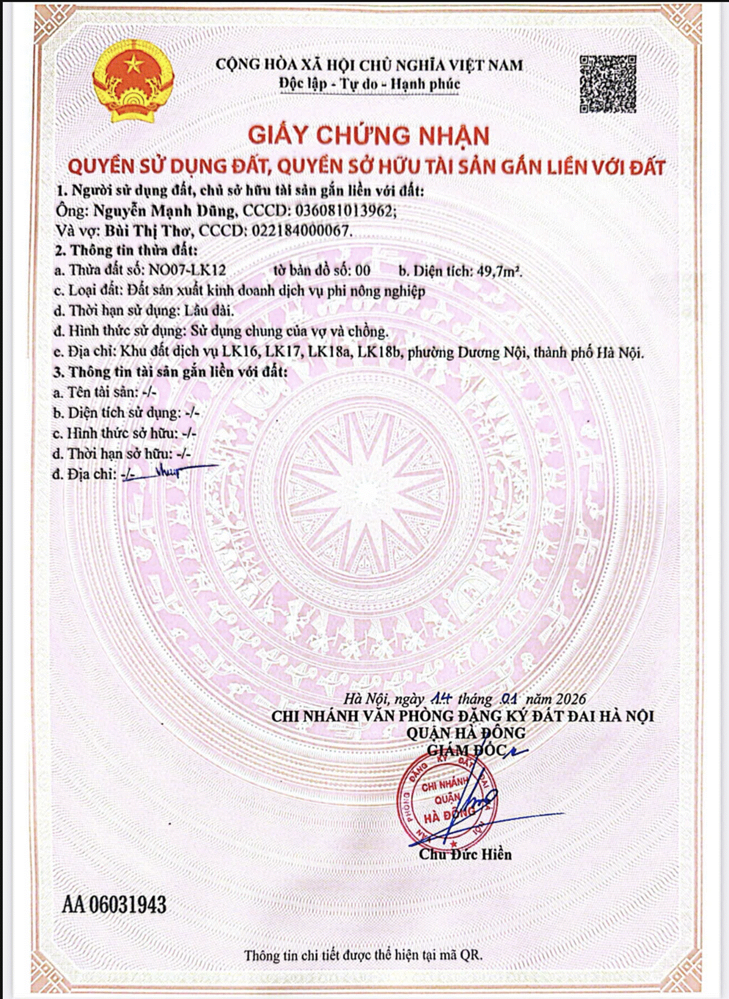 CỘNG HÒA XÃ HỘI CHỦ NGHĨA VIỆT NAM
Độc lập - Tự do - Hạnh phúc
GIẤY CHỨNG NHẬN
QUYỀN SỬ DỤNG ĐẤT, QUYỀN SỞ HỮU TÀI SẢN GẮN LIỀN VỚI ĐẤT
1. Người sử dụng đất, chủ sở hữu tài sản gắn liền với đất:
Ông: Nguyễn Mạnh Dũng, CCCD: 036081013962;
Và vợ: Bùi Thị Thơ, CCCD: 022184000067.
2. Thông tin thửa đất:
a. Thửa đất số: NO07-LK12 tờ bản đồ số: 00 b. Diện tích: 49,7m².
c. Loại đất: Đất sản xuất kinh doanh dịch vụ phi nông nghiệp
d. Thời hạn sử dụng: Lâu dài.
đ. Hình thức sử dụng: Sử dụng chung của vợ và chồng.
e. Địa chỉ: Khu đất dịch vụ LK16, LK17, LK18a, LK18b, phường Dương Nội, thành phố Hà Nội.
3. Thông tin tài sản gắn liền với đất:
a. Tên tài sản: -/-
b. Diện tích sử dụng: -/-
c. Hình thức sở hữu: -/-
d. Thời hạn sở hữu: -/-
đ. Địa chỉ: -/-
Hà Nội, ngày 14 tháng .01 năm 2026
CHI NHÁNH VĂN PHÒNG ĐĂNG KÝ ĐẤT ĐAI HÀ NỘI
QUẬN HÀ ĐÔNG
GIÁM ĐỐC
VĂN PHÒNG ĐĂNG KÝ ĐẤT ĐAI HÀ NỘI
CHI NHÁNH
QUẬN
HÀ ĐÔNG
Chu Đức Hiền
AA 06031943
Thông tin chi tiết được thể hiện tại mã QR.